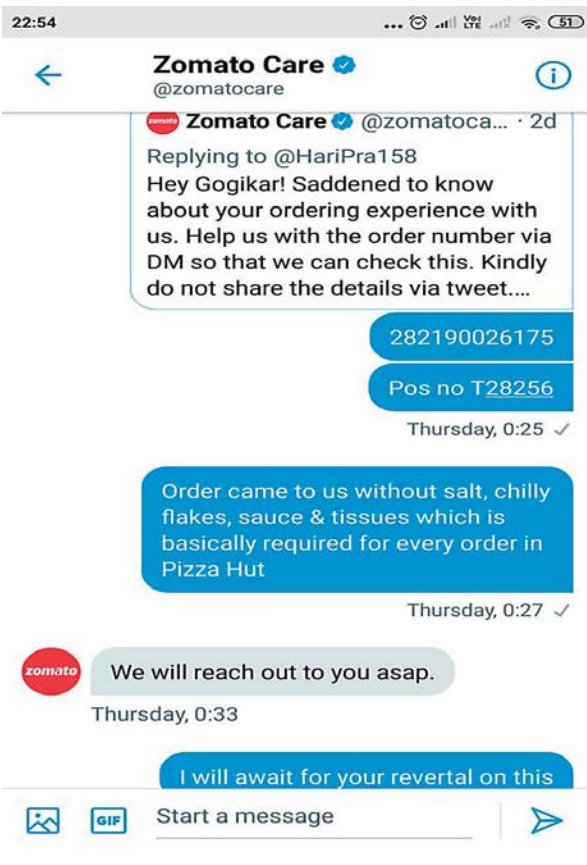 22:54
... Vo) LTE 51
Zomato Care
@zomatocare
zomato Zomato Care @zomatoca... · 2d
Replying to @HariPra158
Hey Gogikar! Saddened to know
about your ordering experience with
us. Help us with the order number via
DM so that we can check this. Kindly
do not share the details via tweet....
282190026175
Pos no T28256
Thursday, 0:25 ✓
Order came to us without salt, chilly
flakes, sauce & tissues which is
basically required for every order in
Pizza Hut
Thursday, 0:27 ✓
zomato We will reach out to you asap.
Thursday, 0:33
I will await for your revertal on this
GIF Start a message